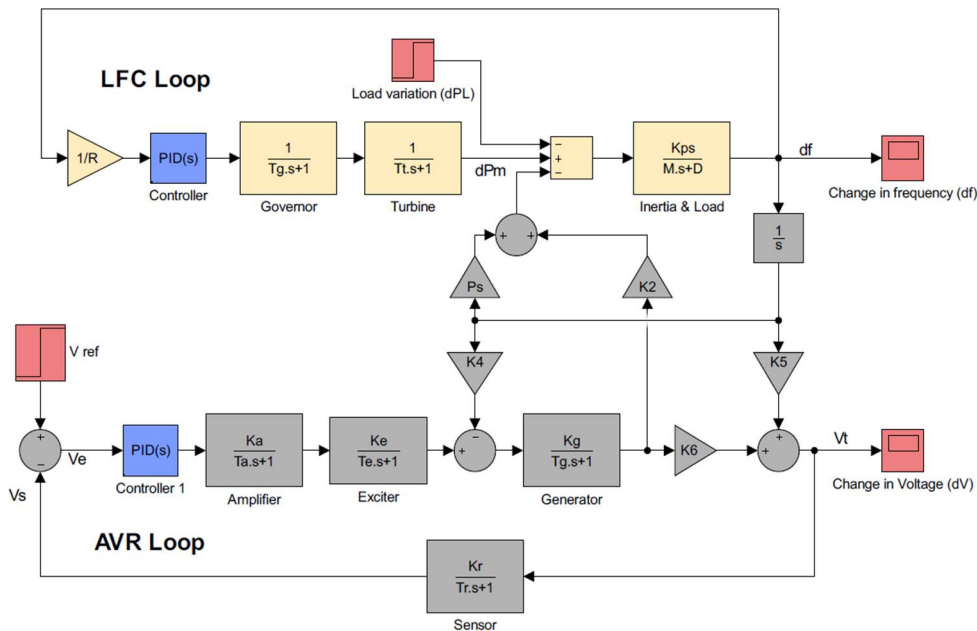 LFC Loop
Load variation (dPL)
1/R
PID(s)
Controller
1
Tg.s+1
Governor
1
Tt.s+1
Turbine
dPm
−
+
−
Kps
M.s+D
Inertia & Load
df
Change in frequency (df)
1
s
+ +
Ps
K2
K4
K5
V ref
+
−
Ve
Vs
PID(s)
Controller 1
Ka
Ta.s+1
Amplifier
Ke
Te.s+1
Exciter
−
+
Kg
Tg.s+1
Generator
K6
+
+
Vt
Change in Voltage (dV)
AVR Loop
Kr
Tr.s+1
Sensor